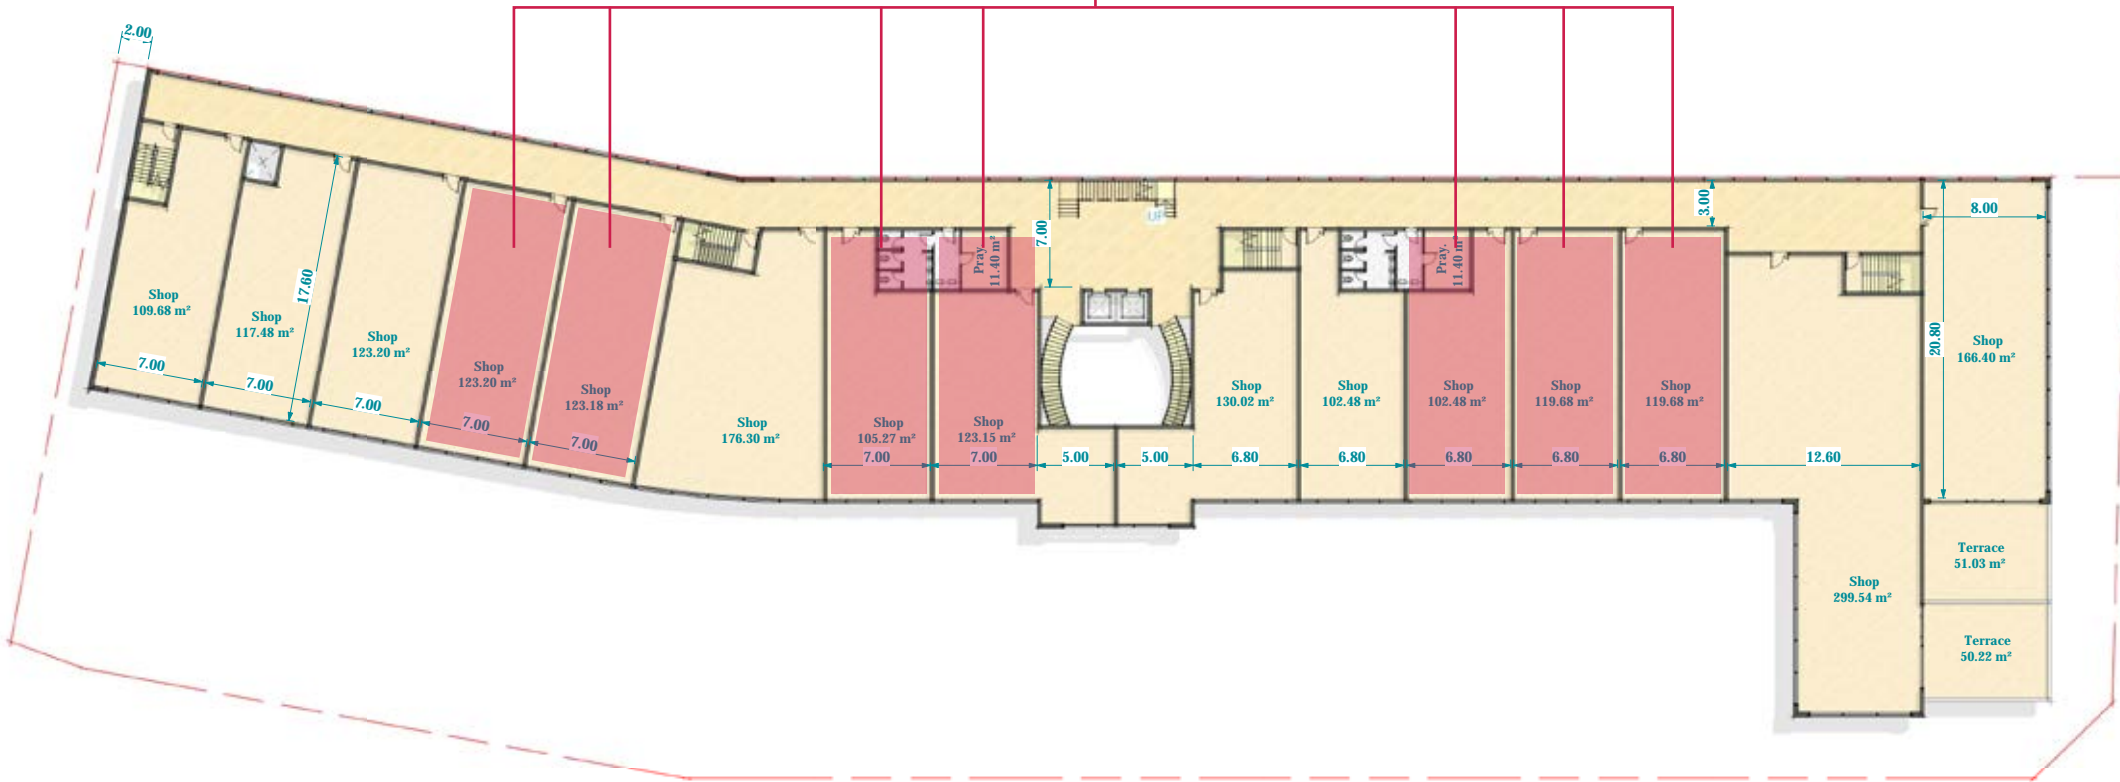 2.00
Shop
109.68 m²
7.00
Shop
117.48 m²
7.00
17.60
Shop
123.20 m²
7.00
Shop
123.20 m²
7.00
Shop
123.18 m²
7.00
Shop
176.30 m²
Shop
105.27 m²
7.00
Pray.
11.40 m²
Shop
123.15 m²
7.00
7.00
UP
5.00
5.00
Shop
130.02 m²
6.80
Shop
102.48 m²
6.80
Pray.
11.40 m²
Shop
102.48 m²
6.80
Shop
119.68 m²
6.80
Shop
119.68 m²
6.80
3.00
12.60
Shop
299.54 m²
8.00
20.80
Shop
166.40 m²
Terrace
51.03 m²
Terrace
50.22 m²